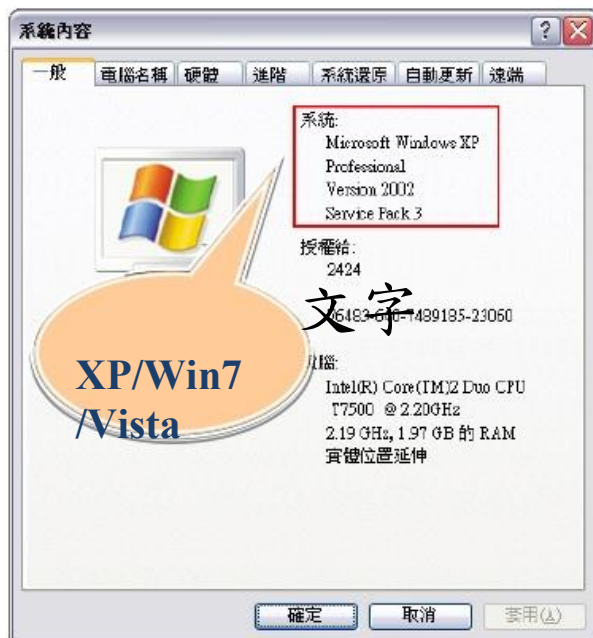 系統內容
一般 電腦名稱 硬體 進階 系統還原 自動更新 遠端
系統:
Microsoft Windows XP
Professional
Version 2002
Service Pack 3
授權給:
2424
文字
XP/Win7
/Vista
Intel(R) Core(TM)2 Duo CPU
T7500 @ 2.20GHz
2.19 GHz, 1.97 GB 的 RAM
實體位置延伸
確定 取消 套用(A)